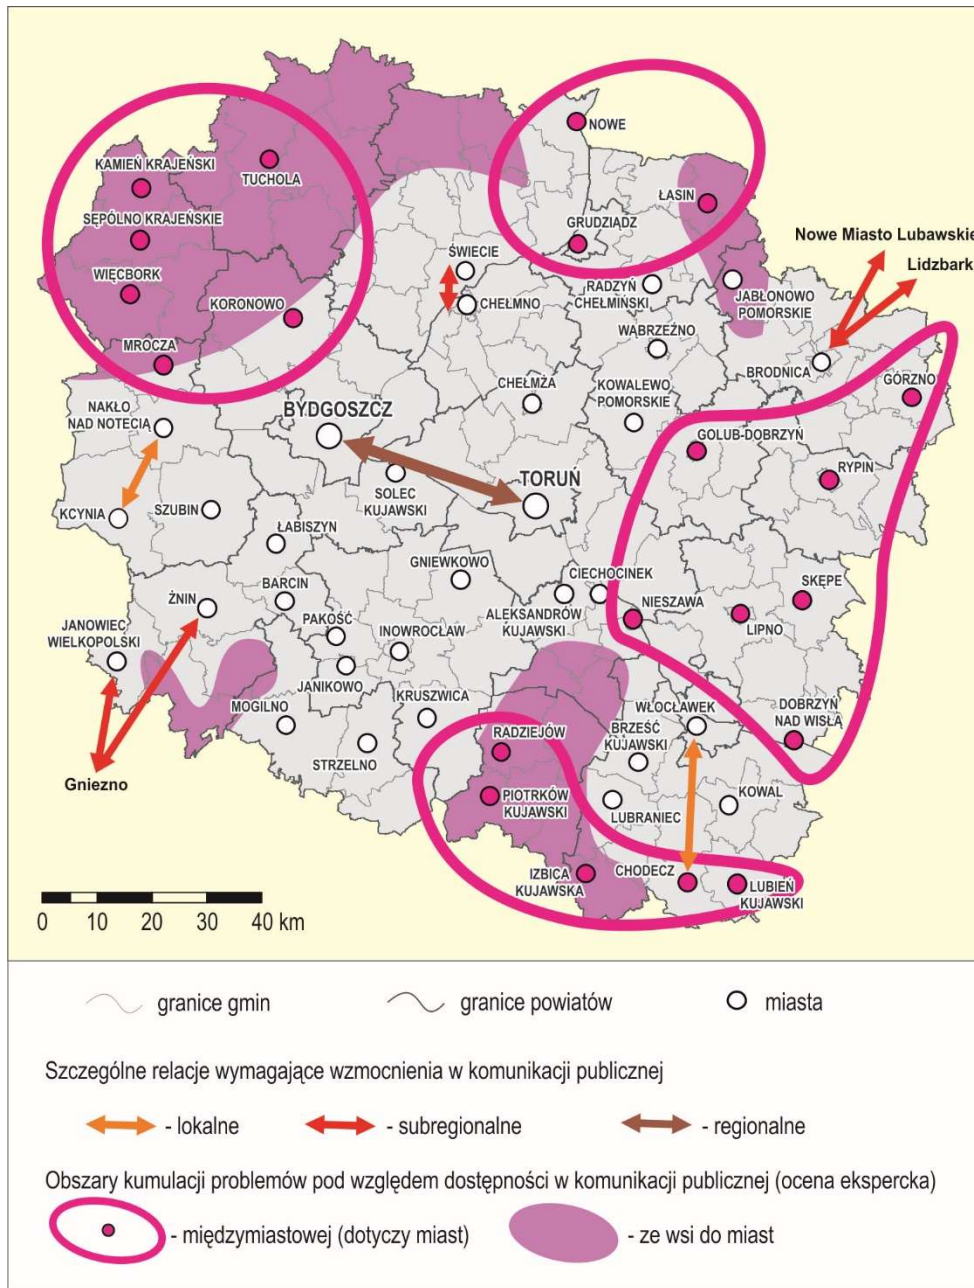 NOWE
KAMIEŃ KRAJEŃSKI
TUCHOLA
ŁASIN
SĘPÓLNO KRAJEŃSKIE
GRUDZIĄDZ
Nowe Miasto Lubawskie
ŚWIECIE
Lidzbark
WIĘCBORK
RADZYŃ
CHEŁMIŃSKI
JABŁONOWO
POMORSKIE
KORONOWO
CHEŁMNO
WĄBRZEŹNO
MROCZA
BRODNICA
GÓRZNO
CHEŁMŻA
KOWALEWO
POMORSKIE
NAKŁO
NAD NOTECIĄ
BYDGOSZCZ
GOLUB-DOBRZYŃ
RYPIN
SOLEC
KUJAWSKI
TORUŃ
KCYNIA
SZUBIN
ŁABISZYN
GNIEWKOWO
CIECHOCINEK
BARCIN
ŻNIN
ALEKSANDRÓW
KUJAWSKI
NIESZAWA
SKĘPE
LIPNO
PAKOŚĆ
JANOWIEC
WIELKOPOLSKI
INOWROCŁAW
JANIKOWO
KRUSZWICA
MOGILNO
WŁOCŁAWEK
DOBRZYŃ
NAD WISŁĄ
RADZIEJÓW
BRZEŚĆ
KUJAWSKI
STRZELNO
Gniezno
PIOTRKÓW
KUJAWSKI
LUBRANIEC
KOWAL
IZBICA
KUJAWSKA
CHODECZ
LUBIEŃ
KUJAWSKI
0 10 20 30 40 km
granice gmin granice powiatów miasta
Szczególne relacje wymagające wzmocnienia w komunikacji publicznej
- lokalne - subregionalne - regionalne
Obszary kumulacji problemów pod względem dostępności w komunikacji publicznej (ocena ekspercka)
- międzymiastowej (dotyczy miast) - ze wsi do miast